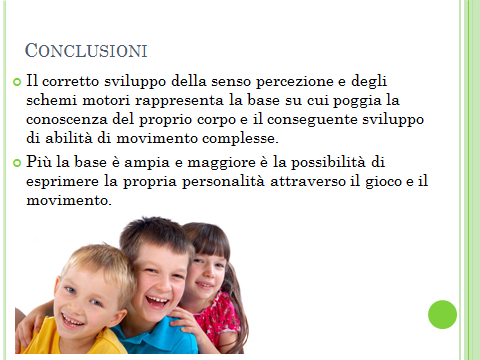 CONCLUSIONI
Il corretto sviluppo della senso percezione e degli
schemi motori rappresenta la base su cui poggia la
conoscenza del proprio corpo e il conseguente sviluppo
di abilità di movimento complesse.
Più la base è ampia e maggiore è la possibilità di
esprimere la propria personalità attraverso il gioco e il
movimento.